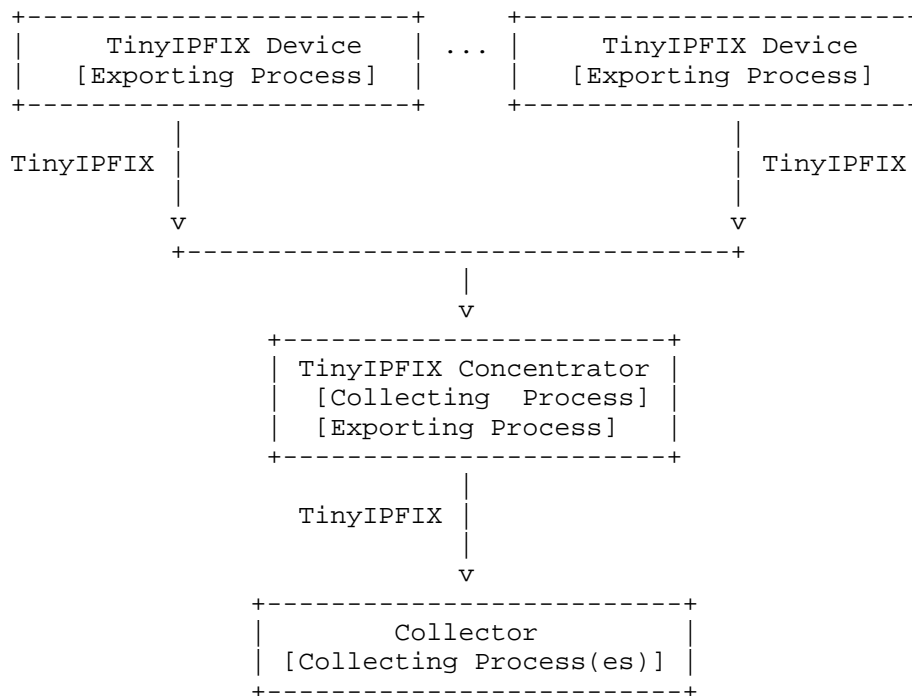 TinyIPFIX Device ... TinyIPFIX Device
[Exporting Process] [Exporting Process]
TinyIPFIX TinyIPFIX
v v
v
TinyIPFIX Concentrator
[Collecting Process]
[Exporting Process]
TinyIPFIX
v
Collector
[Collecting Process(es)]